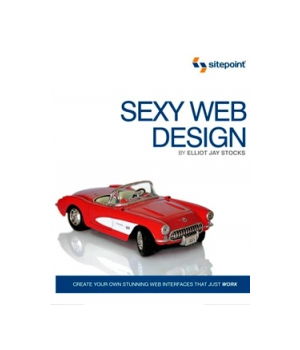 sitepoint
SEXY WEB
DESIGN
BY ELLIOT JAY STOCKS
CREATE YOUR OWN STUNNING WEB INTERFACES THAT JUST WORK